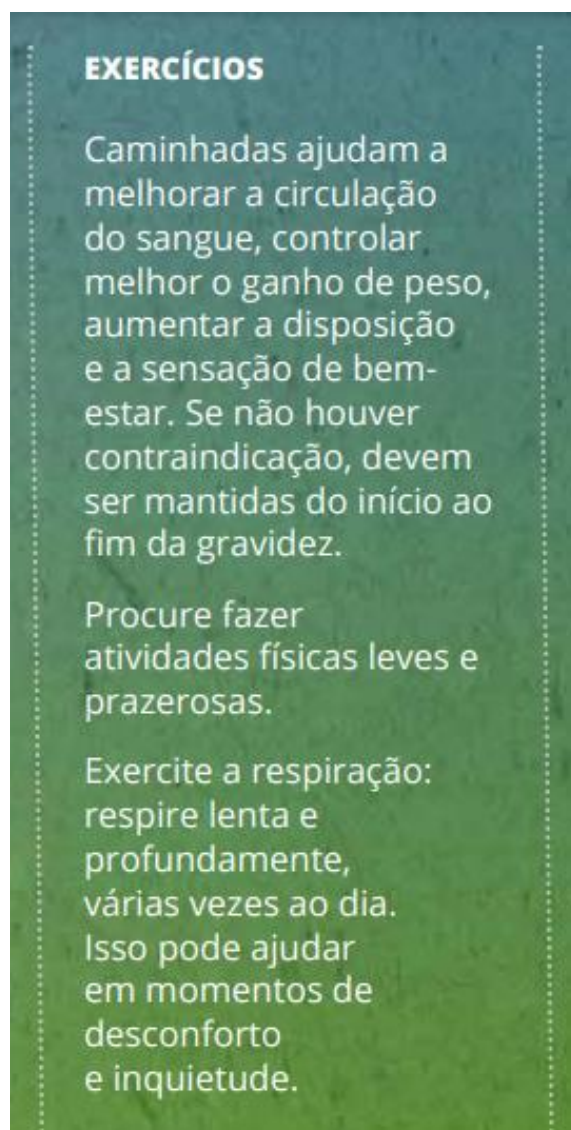 EXERCÍCIOS
Caminhadas ajudam a
melhorar a circulação
do sangue, controlar
melhor o ganho de peso,
aumentar a disposição
e a sensação de bem-
estar. Se não houver
contraindicação, devem
ser mantidas do início ao
fim da gravidez.
Procure fazer
atividades físicas leves e
prazerosas.
Exercite a respiração:
respire lenta e
profundamente,
várias vezes ao dia.
Isso pode ajudar
em momentos de
desconforto
e inquietude.